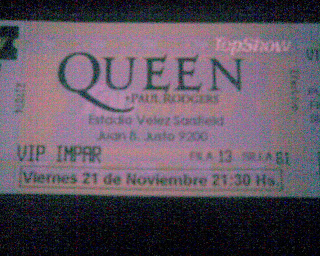 TopShow
QUEEN
+PAUL RODGERS
Estadio Velez Sarsfield
Juan B. Justo 9200
VIP IMPAR FILA 13 SILLA 61
Viernes 21 de Noviembre 21:30 Hs.